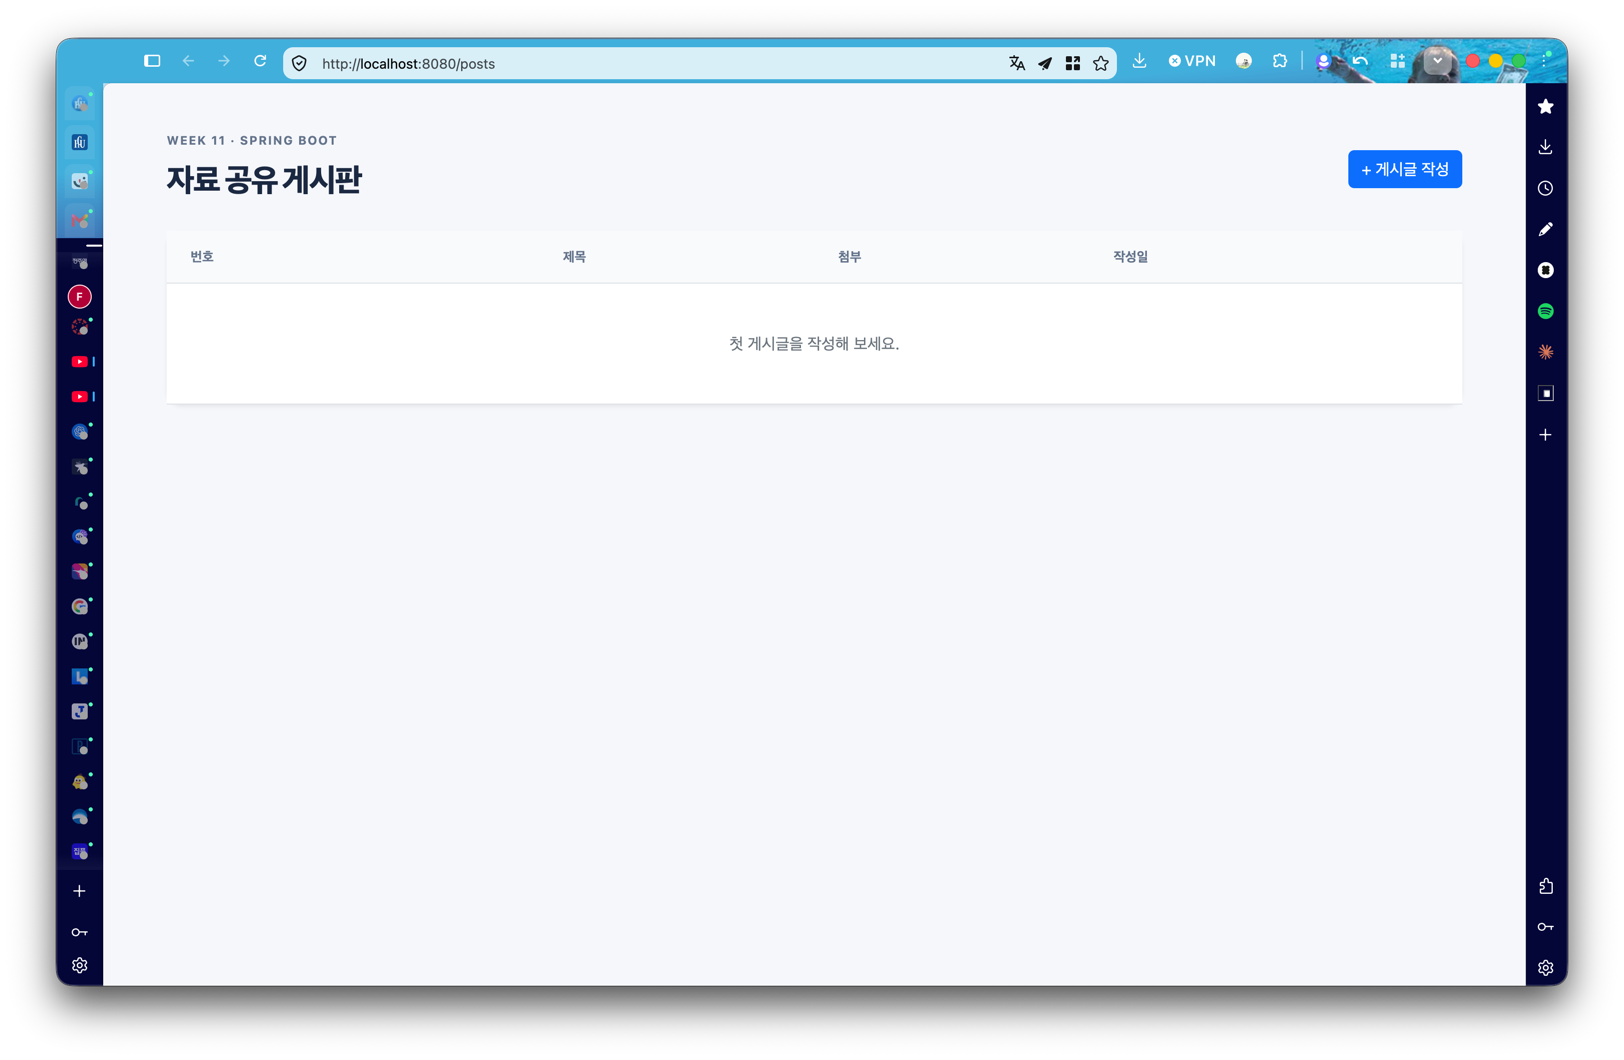 http://localhost:8080/posts
VPN
WEEK 11 · SPRING BOOT
자료 공유 게시판
+ 게시글 작성
번호 제목 첨부 작성일
첫 게시글을 작성해 보세요.
F